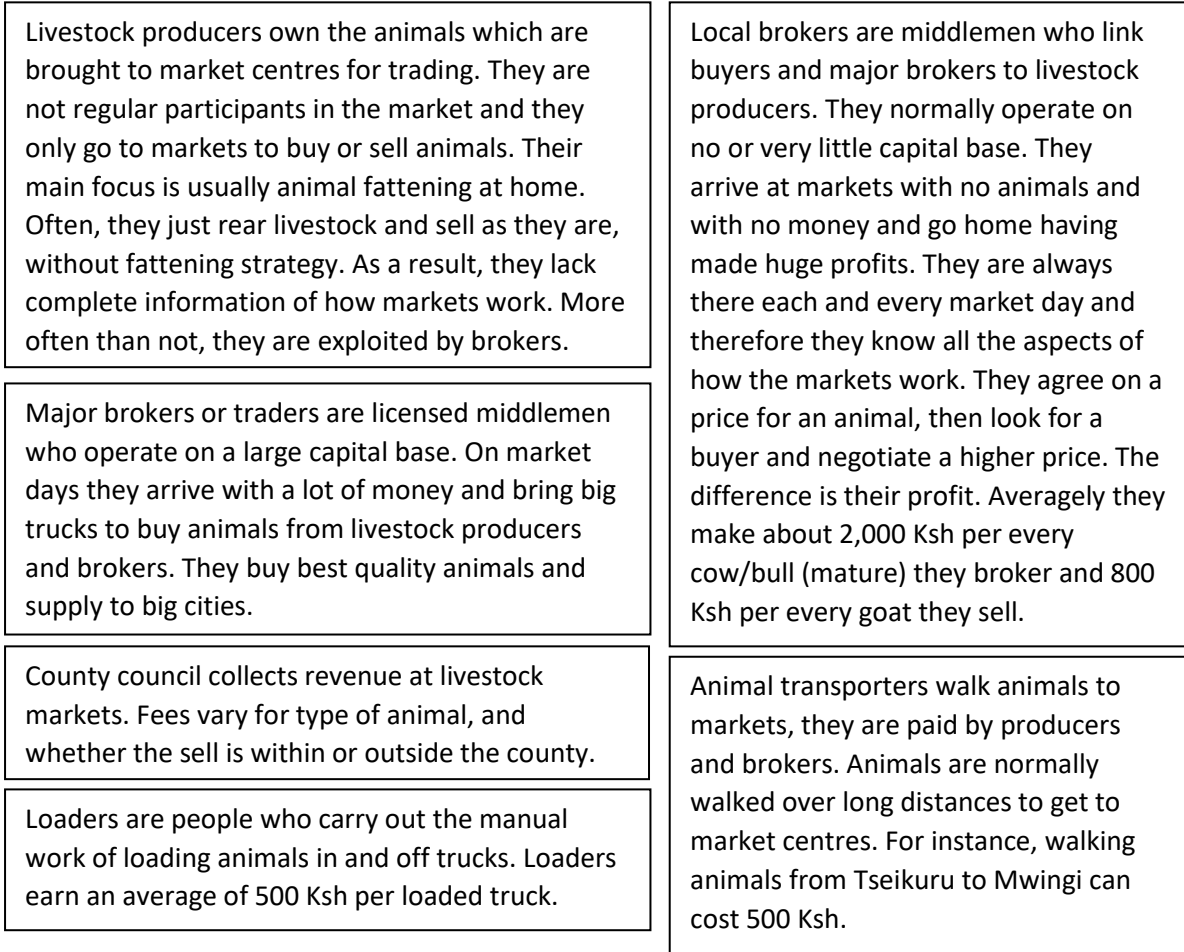 Livestock producers own the animals which are
brought to market centres for trading. They are
not regular participants in the market and they
only go to markets to buy or sell animals. Their
main focus is usually animal fattening at home.
Often, they just rear livestock and sell as they are,
without fattening strategy. As a result, they lack
complete information of how markets work. More
often than not, they are exploited by brokers.
Major brokers or traders are licensed middlemen
who operate on a large capital base. On market
days they arrive with a lot of money and bring big
trucks to buy animals from livestock producers
and brokers. They buy best quality animals and
supply to big cities.
County council collects revenue at livestock
markets. Fees vary for type of animal, and
whether the sell is within or outside the county.
Loaders are people who carry out the manual
work of loading animals in and off trucks. Loaders
earn an average of 500 Ksh per loaded truck.
Local brokers are middlemen who link
buyers and major brokers to livestock
producers. They normally operate on
no or very little capital base. They
arrive at markets with no animals and
with no money and go home having
made huge profits. They are always
there each and every market day and
therefore they know all the aspects of
how the markets work. They agree on a
price for an animal, then look for a
buyer and negotiate a higher price. The
difference is their profit. Averagely they
make about 2,000 Ksh per every
cow/bull (mature) they broker and 800
Ksh per every goat they sell.
Animal transporters walk animals to
markets, they are paid by producers
and brokers. Animals are normally
walked over long distances to get to
market centres. For instance, walking
animals from Tseikuru to Mwingi can
cost 500 Ksh.